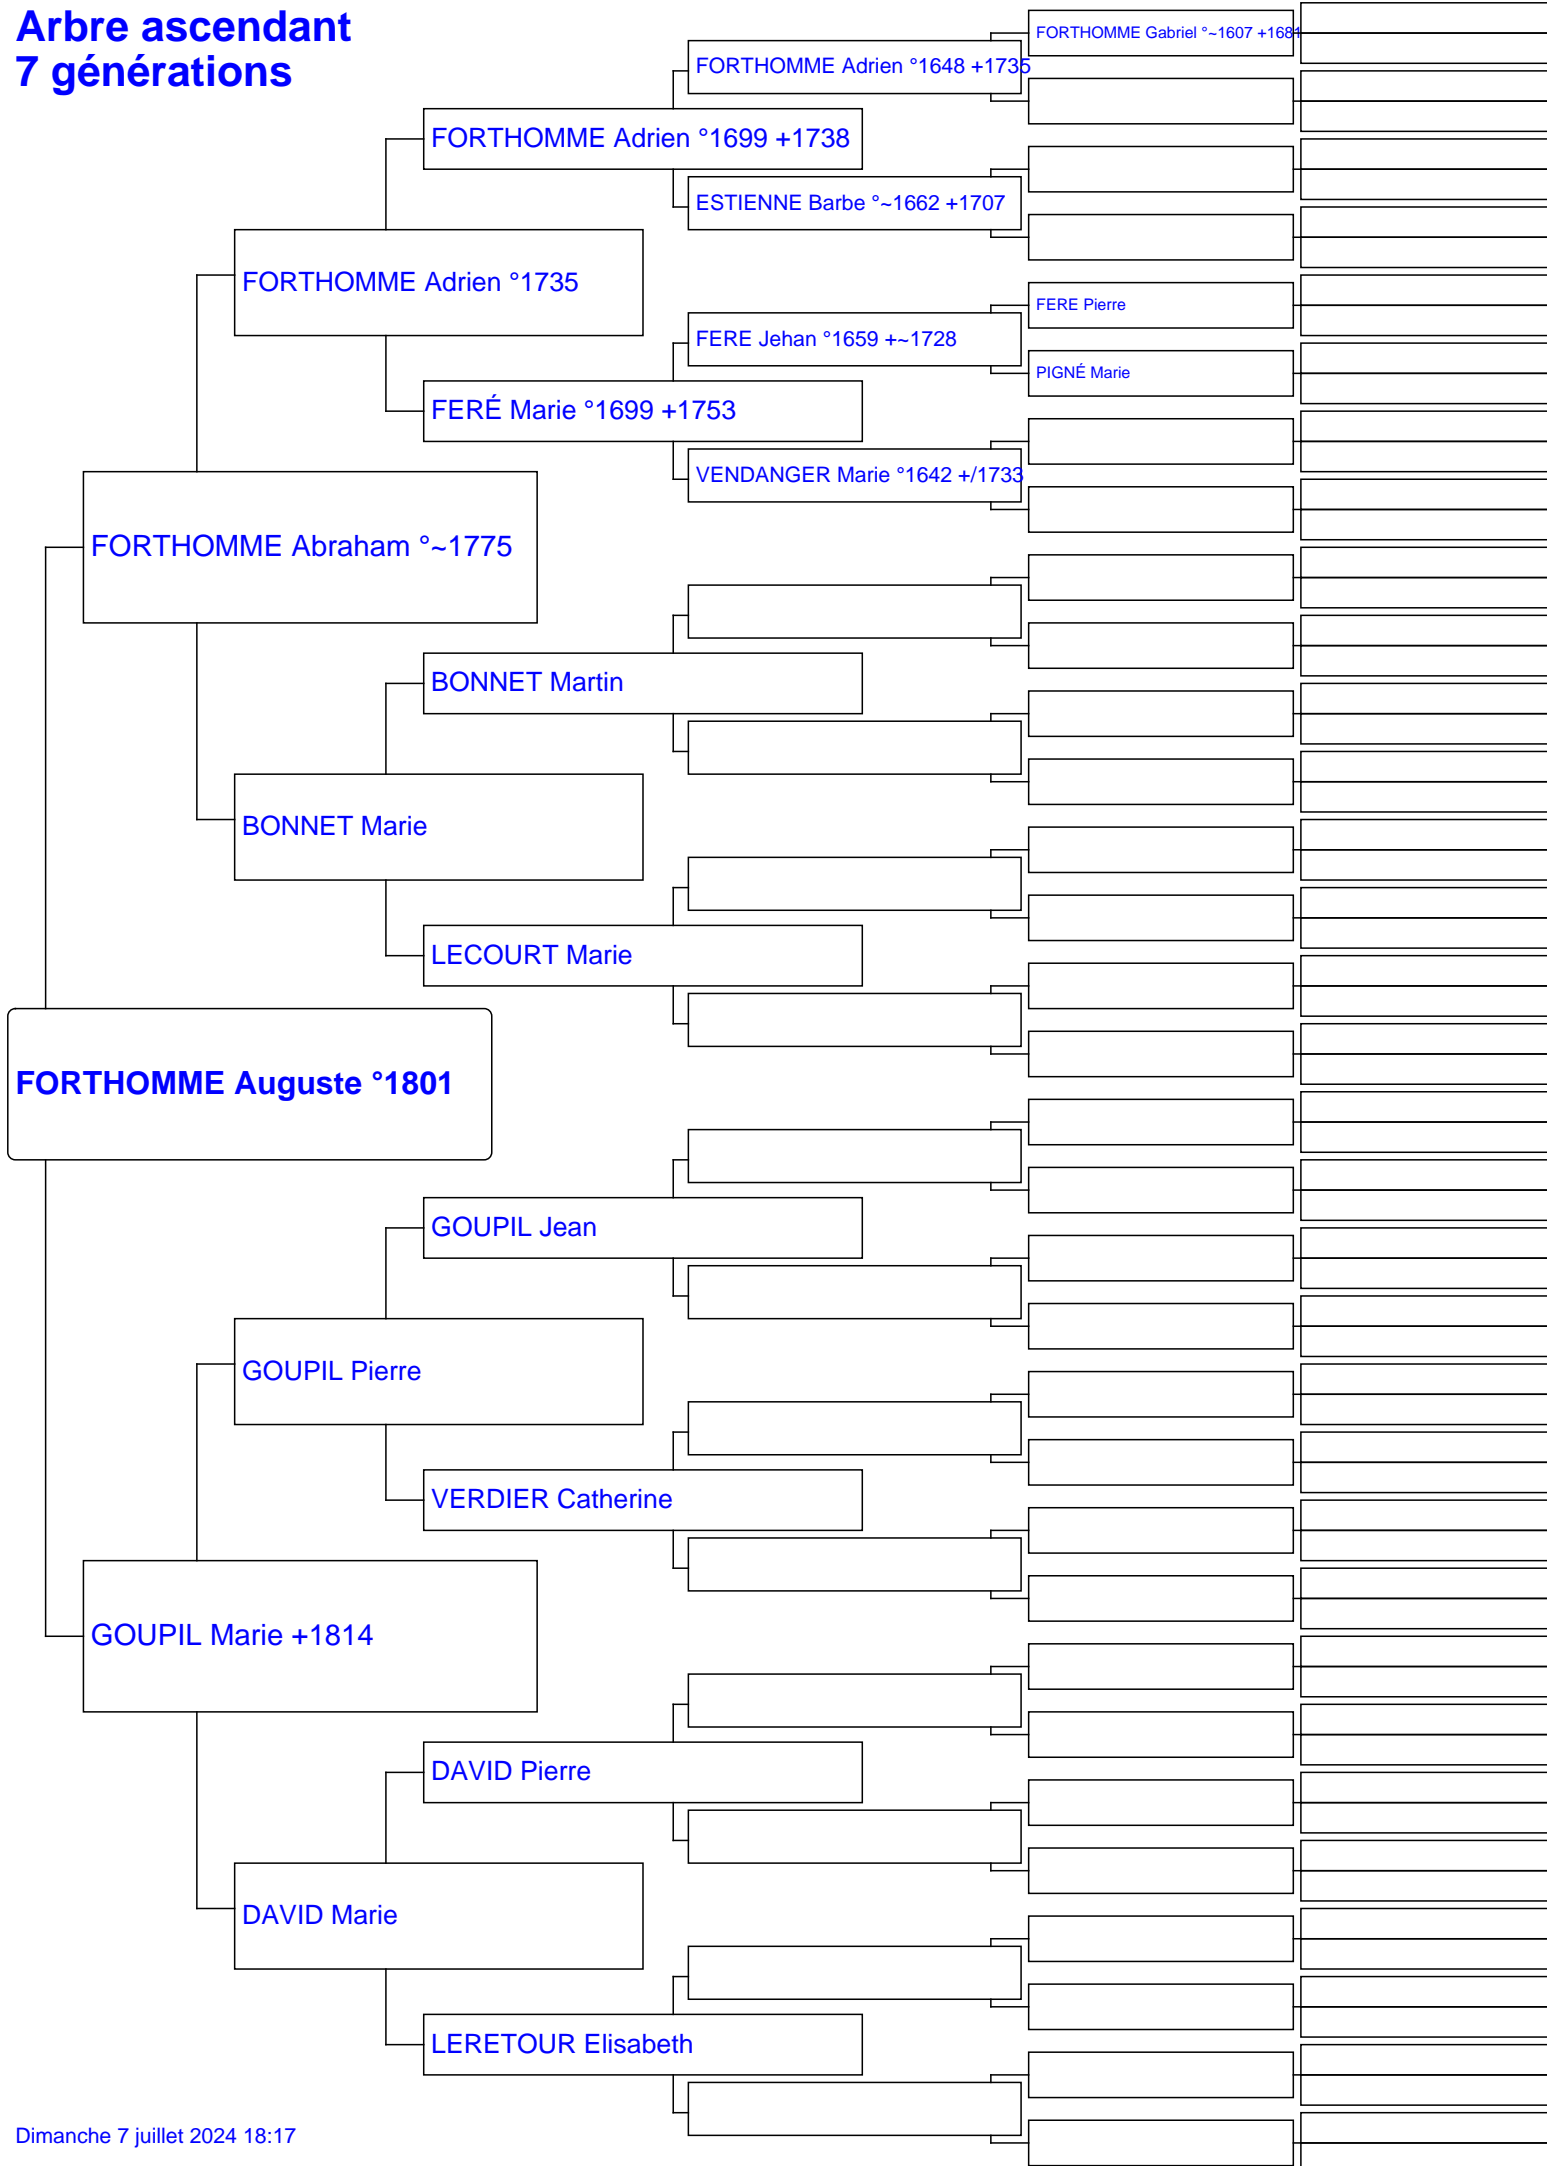 Arbre ascendant
7 générations
FORTHOMME Gabriel °~1607 +1681
FORTHOMME Adrien °1648 +1735
FORTHOMME Adrien °1699 +1738
ESTIENNE Barbe °~1662 +1707
FORTHOMME Adrien °1735
FERE Pierre
FERE Jehan °1659 +~1728
PIGNÉ Marie
FERÉ Marie °1699 +1753
VENDANGER Marie °1642 +/1733
FORTHOMME Abraham °~1775
BONNET Martin
BONNET Marie
LECOURT Marie
FORTHOMME Auguste °1801
GOUPIL Jean
GOUPIL Pierre
VERDIER Catherine
GOUPIL Marie +1814
DAVID Pierre
DAVID Marie
LERETOUR Elisabeth
Dimanche 7 juillet 2024 18:17